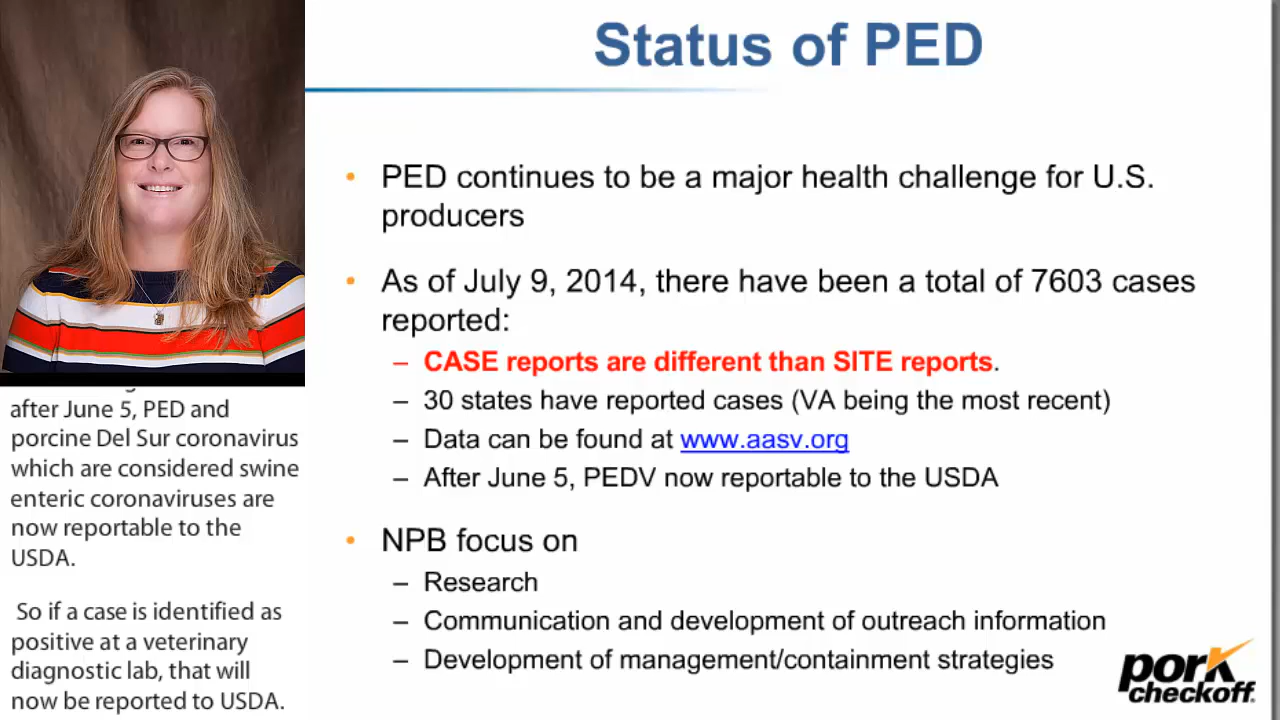 Status of PED
• PED continues to be a major health challenge for U.S.
producers
• As of July 9, 2014, there have been a total of 7603 cases
reported:
– CASE reports are different than SITE reports.
– 30 states have reported cases (VA being the most recent)
– Data can be found at www.aasv.org
– After June 5, PEDV now reportable to the USDA
• NPB focus on
– Research
– Communication and development of outreach information
– Development of management/containment strategies
pork
checkoff.
after June 5, PED and
porcine Del Sur coronavirus
which are considered swine
enteric coronaviruses are
now reportable to the
USDA.
So if a case is identified as
positive at a veterinary
diagnostic lab, that will
now be reported to USDA.